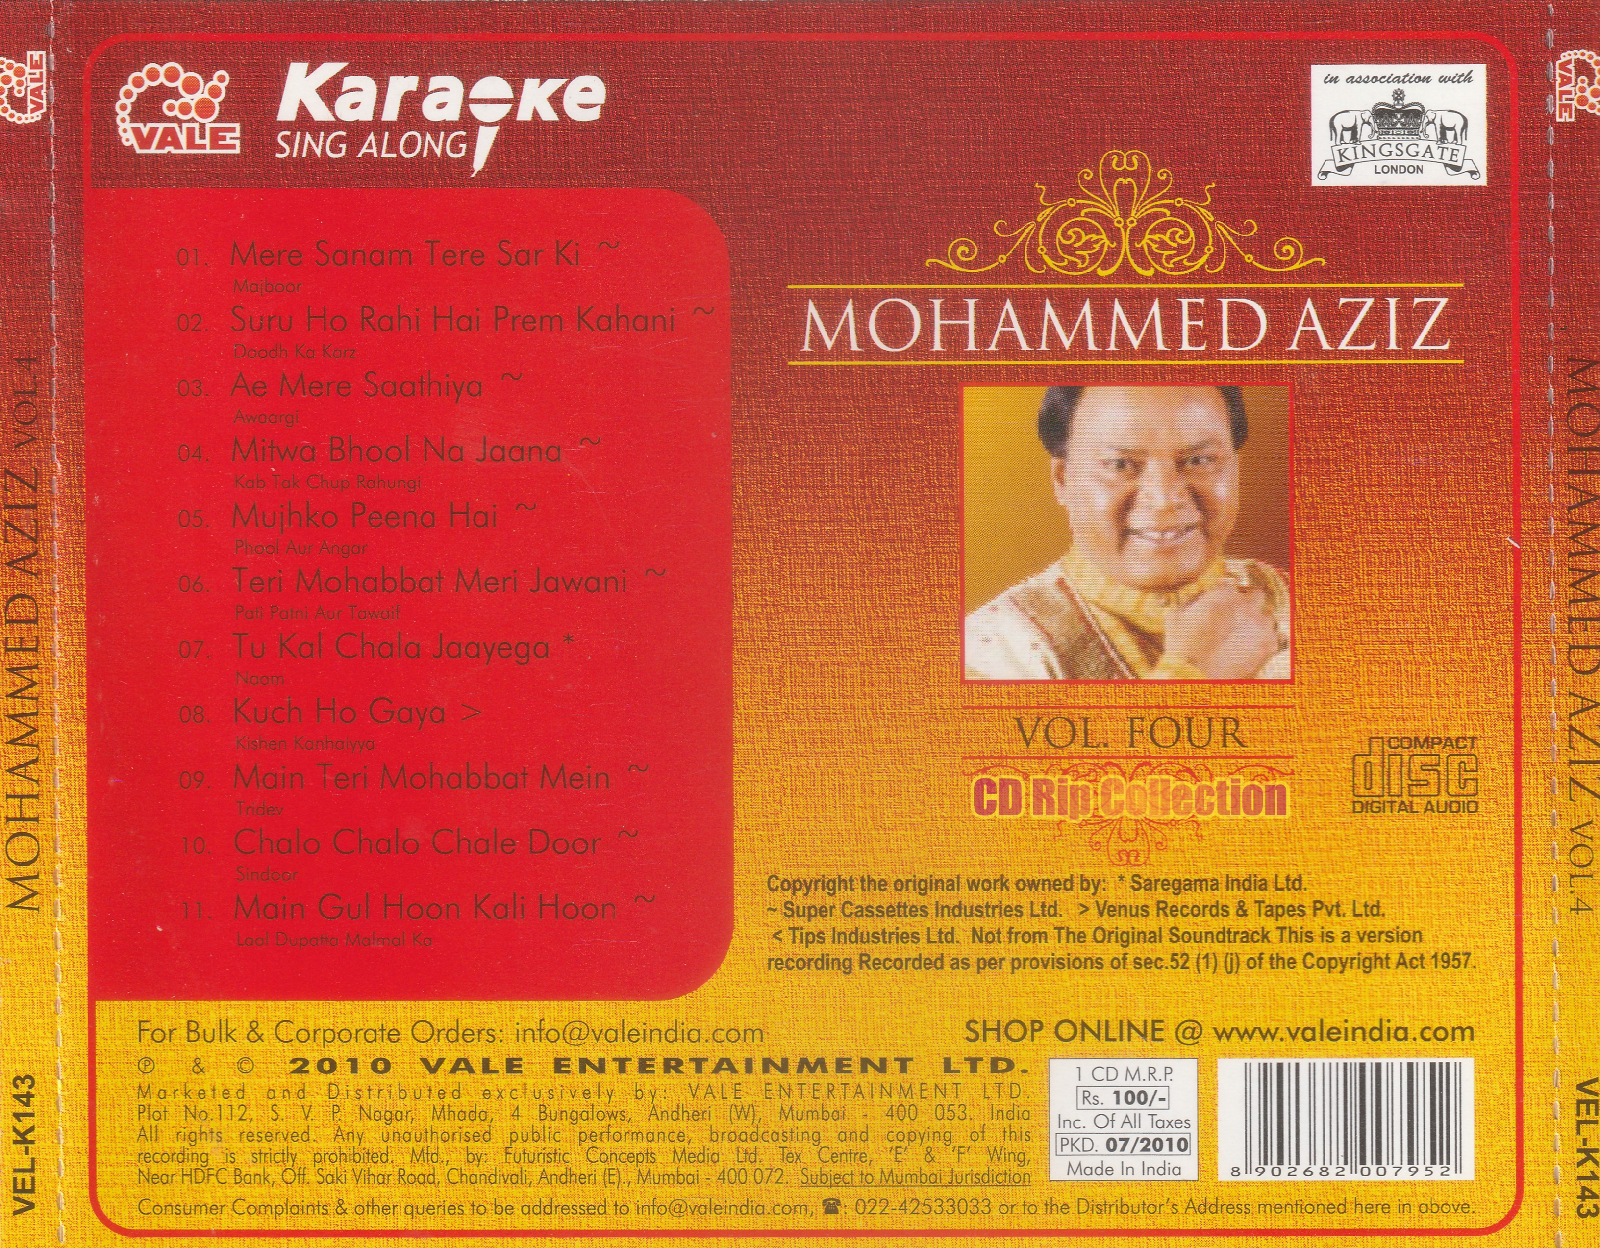 VALE
Karaoke
SING ALONG
in association with
KINGSGATE
LONDON
01. Mere Sanam Tere Sar Ki ~
Majboor
02. Suru Ho Rahi Hai Prem Kahani ~
Doodh Ka Karz
03. Ae Mere Saathiya ~
Awaargi
04. Mitwa Bhool Na Jaana ~
Kab Tak Chup Rahungi
05. Mujhko Peena Hai ~
Phool Aur Angar
06. Teri Mohabbat Meri Jawani ~
Pati Patni Aur Tawaif
07. Tu Kal Chala Jaayega *
Naam
08. Kuch Ho Gaya >
Kishen Kanhaiyya
09. Main Teri Mohabbat Mein ~
Tridev
10. Chalo Chalo Chale Door ~
Sindoor
11. Main Gul Hoon Kali Hoon ~
Laal Dupatta Malmal Ka
MOHAMMED AZIZ
VOL. FOUR
CD Rip Collection
COMPACT
disc
DIGITAL AUDIO
Copyright the original work owned by: * Saregama India Ltd.
~ Super Cassettes Industries Ltd. > Venus Records & Tapes Pvt. Ltd.
< Tips Industries Ltd. Not from The Original Soundtrack This is a version
recording Recorded as per provisions of sec.52 (1) (j) of the Copyright Act 1957.
For Bulk & Corporate Orders: info@valeindia.com
SHOP ONLINE @ www.valeindia.com
℗ & © 2010 VALE ENTERTAINMENT LTD.
Marketed and Distributed exclusively by: VALE ENTERTAINMENT LTD.
Plot No.112, S. V. P. Nagar, Mhada, 4 Bungalows, Andheri (W), Mumbai - 400 053. India
All rights reserved. Any unauthorised public performance, broadcasting and copying of this
recording is strictly prohibited. Mfd., by: Futuristic Concepts Media Ltd. Tex Centre, 'E' & 'F' Wing,
Near HDFC Bank, Off. Saki Vihar Road, Chandivali, Andheri (E)., Mumbai - 400 072. Subject to Mumbai Jurisdiction
Consumer Complaints & other queries to be addressed to info@valeindia.com, ☎: 022-42533033 or to the Distributor's Address mentioned here in above.
1 CD M.R.P.
Rs. 100/-
Inc. Of All Taxes
PKD. 07/2010
Made In India
8 902682 007952
VALE
MOHAMMED AZIZ VOL.4
VEL-K143
VALE
MOHAMMED AZIZ VOL.4
VEL-K143